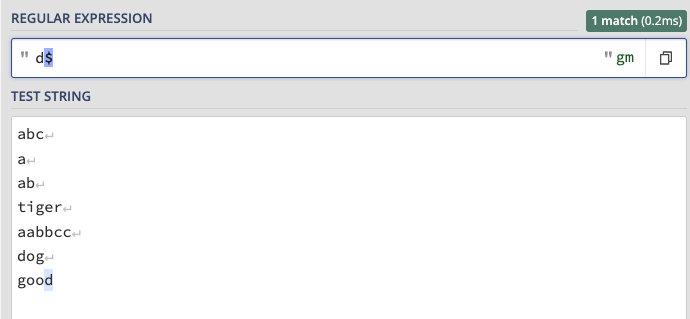 REGULAR EXPRESSION
1 match (0.2ms)
" d$ " gm
TEST STRING
abc↵
a↵
ab↵
tiger↵
aabbcc↵
dog↵
good